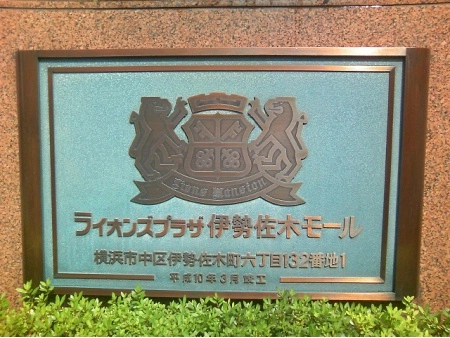 Lions Mansion
ライオンズプラザ 伊勢佐木モール
横浜市中区伊勢佐木町六丁目132番地1
平成10年3月竣工